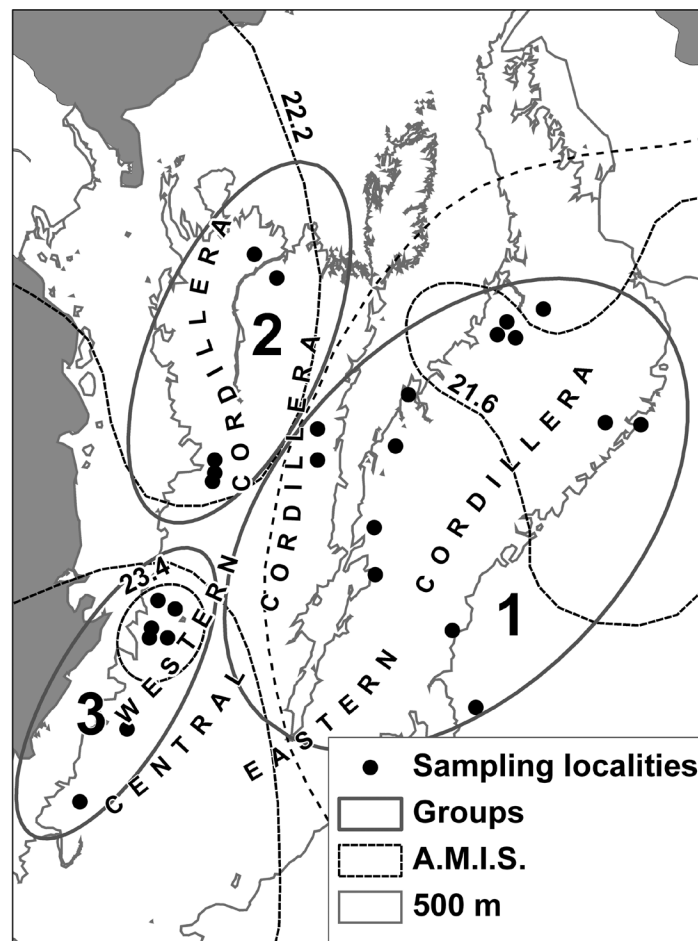 22.2
CORDILLERA
2
CORDILLERA
21.6
CORDILLERA
23.4
WESTERN
1
3
CENTRAL
EASTERN
Sampling localities
Groups
A.M.I.S.
500 m